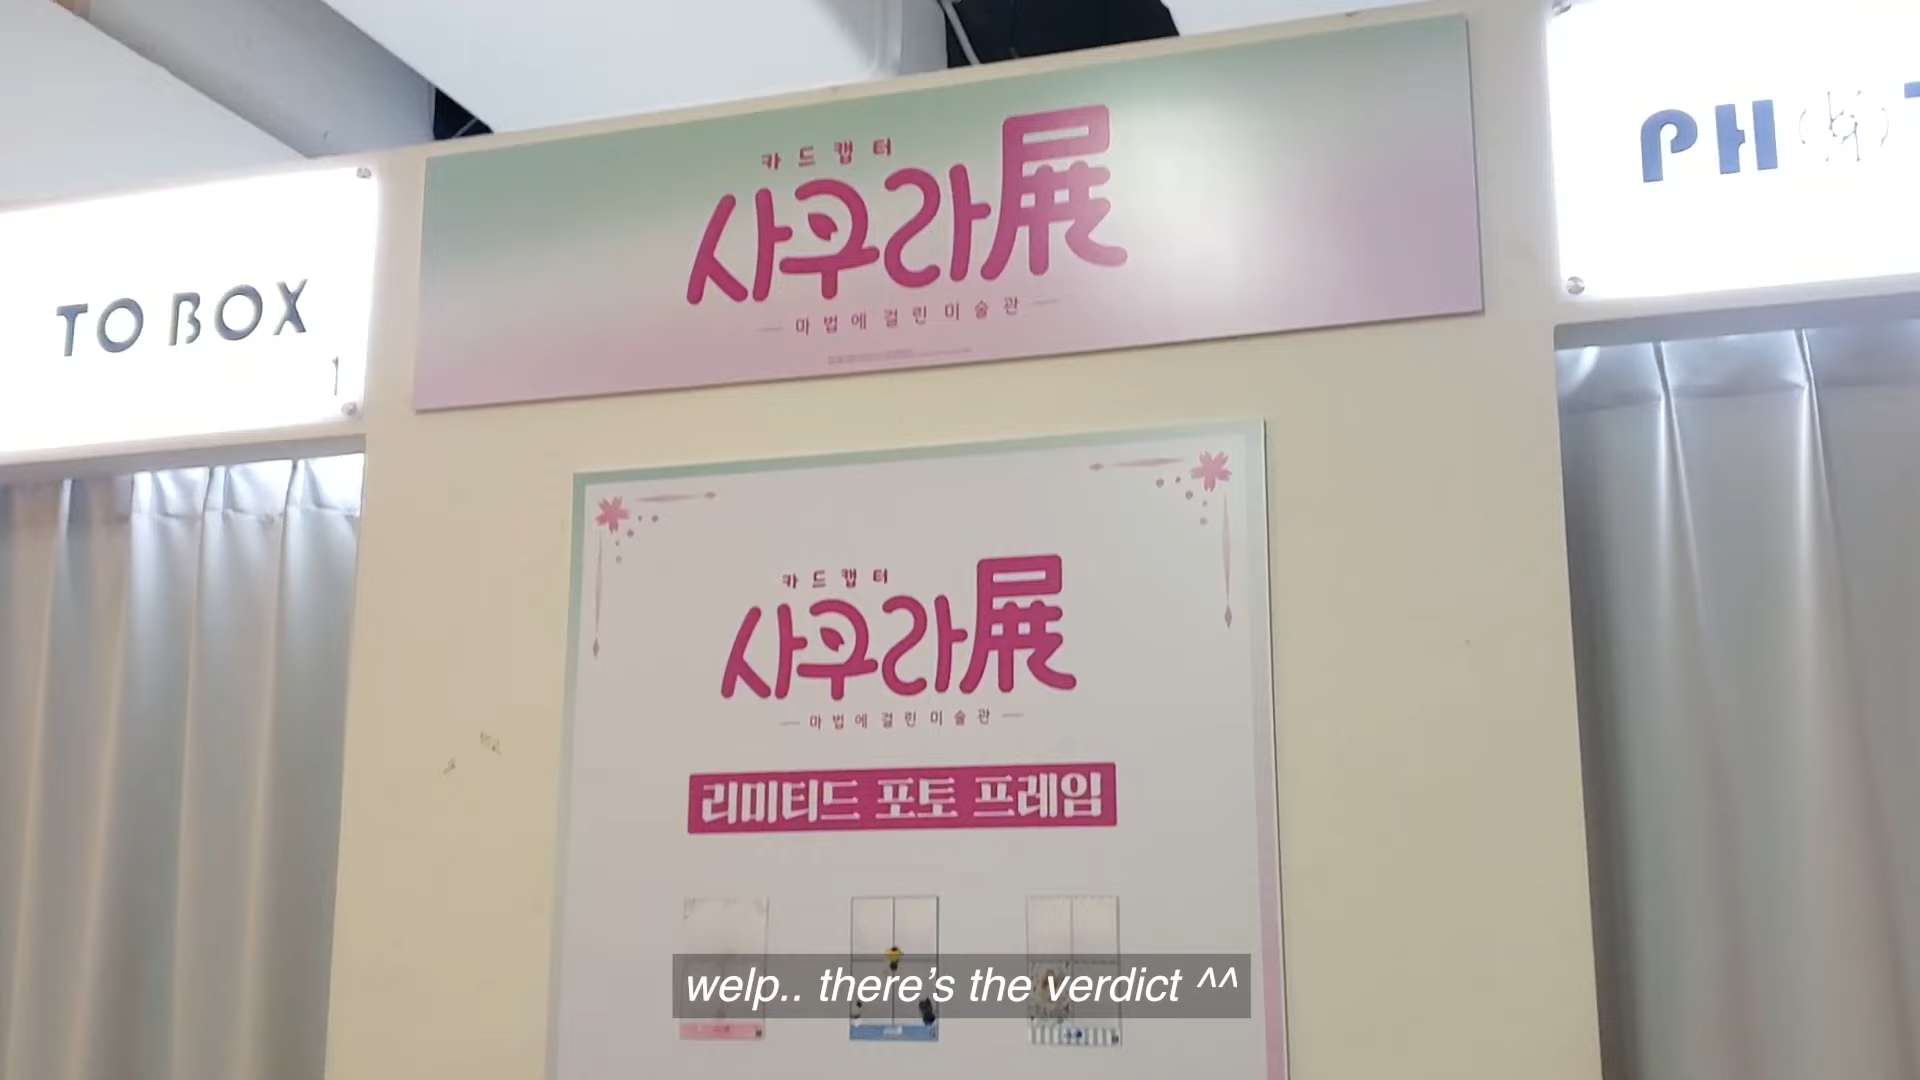 카드캡터
사쿠라展
마법에 걸린 미술관
TO BOX
1
PH
카드캡터
사쿠라展
마법에 걸린 미술관
리미티드 포토 프레임
welp.. there’s the verdict ^^